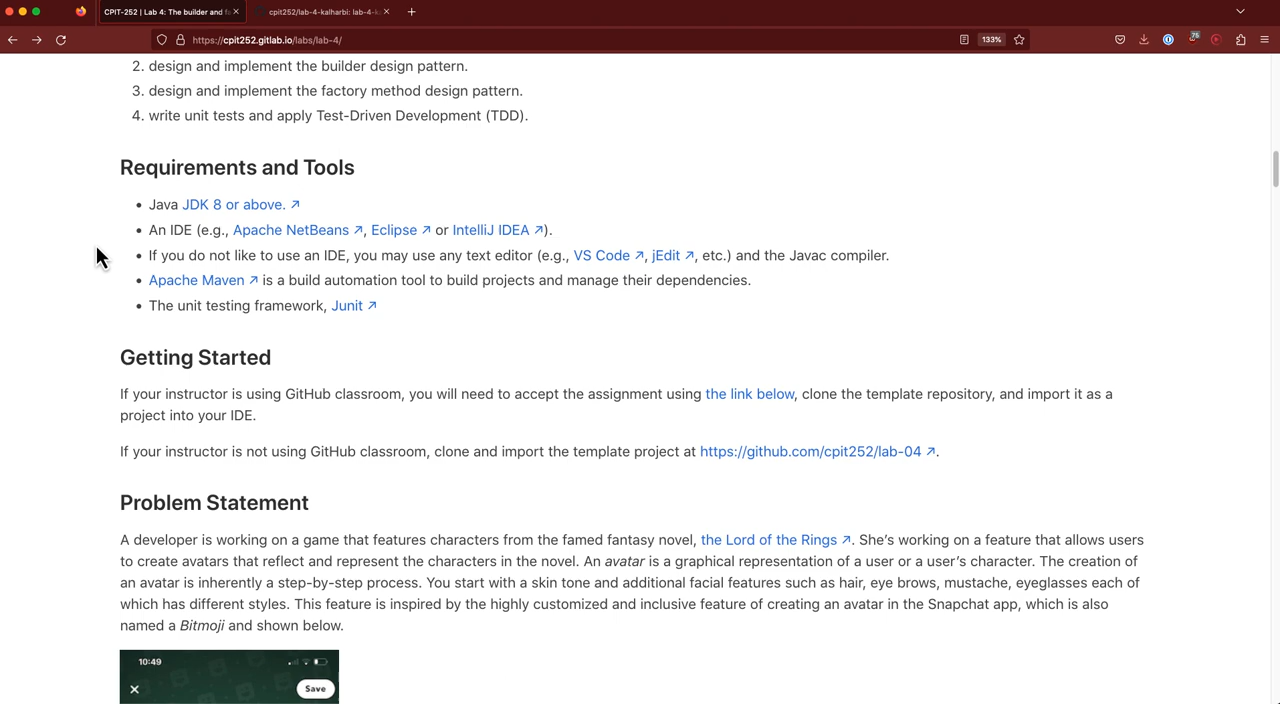 CPIT-252 | Lab 4: The builder and fa
cpit252/lab-4-kalharbi: lab-4-k
https://cpit252.gitlab.io/labs/lab-4/
133%
76
2. design and implement the builder design pattern.
3. design and implement the factory method design pattern.
4. write unit tests and apply Test-Driven Development (TDD).
Requirements and Tools
• Java JDK 8 or above. ↗
• An IDE (e.g., Apache NetBeans ↗, Eclipse ↗ or IntelliJ IDEA ↗).
• If you do not like to use an IDE, you may use any text editor (e.g., VS Code ↗, jEdit ↗, etc.) and the Javac compiler.
• Apache Maven ↗ is a build automation tool to build projects and manage their dependencies.
• The unit testing framework, Junit ↗
Getting Started
If your instructor is using GitHub classroom, you will need to accept the assignment using the link below, clone the template repository, and import it as a
project into your IDE.
If your instructor is not using GitHub classroom, clone and import the template project at https://github.com/cpit252/lab-04 ↗.
Problem Statement
A developer is working on a game that features characters from the famed fantasy novel, the Lord of the Rings ↗. She’s working on a feature that allows users
to create avatars that reflect and represent the characters in the novel. An avatar is a graphical representation of a user or a user’s character. The creation of
an avatar is inherently a step-by-step process. You start with a skin tone and additional facial features such as hair, eye brows, mustache, eyeglasses each of
which has different styles. This feature is inspired by the highly customized and inclusive feature of creating an avatar in the Snapchat app, which is also
named a Bitmoji and shown below.
10:49
Save